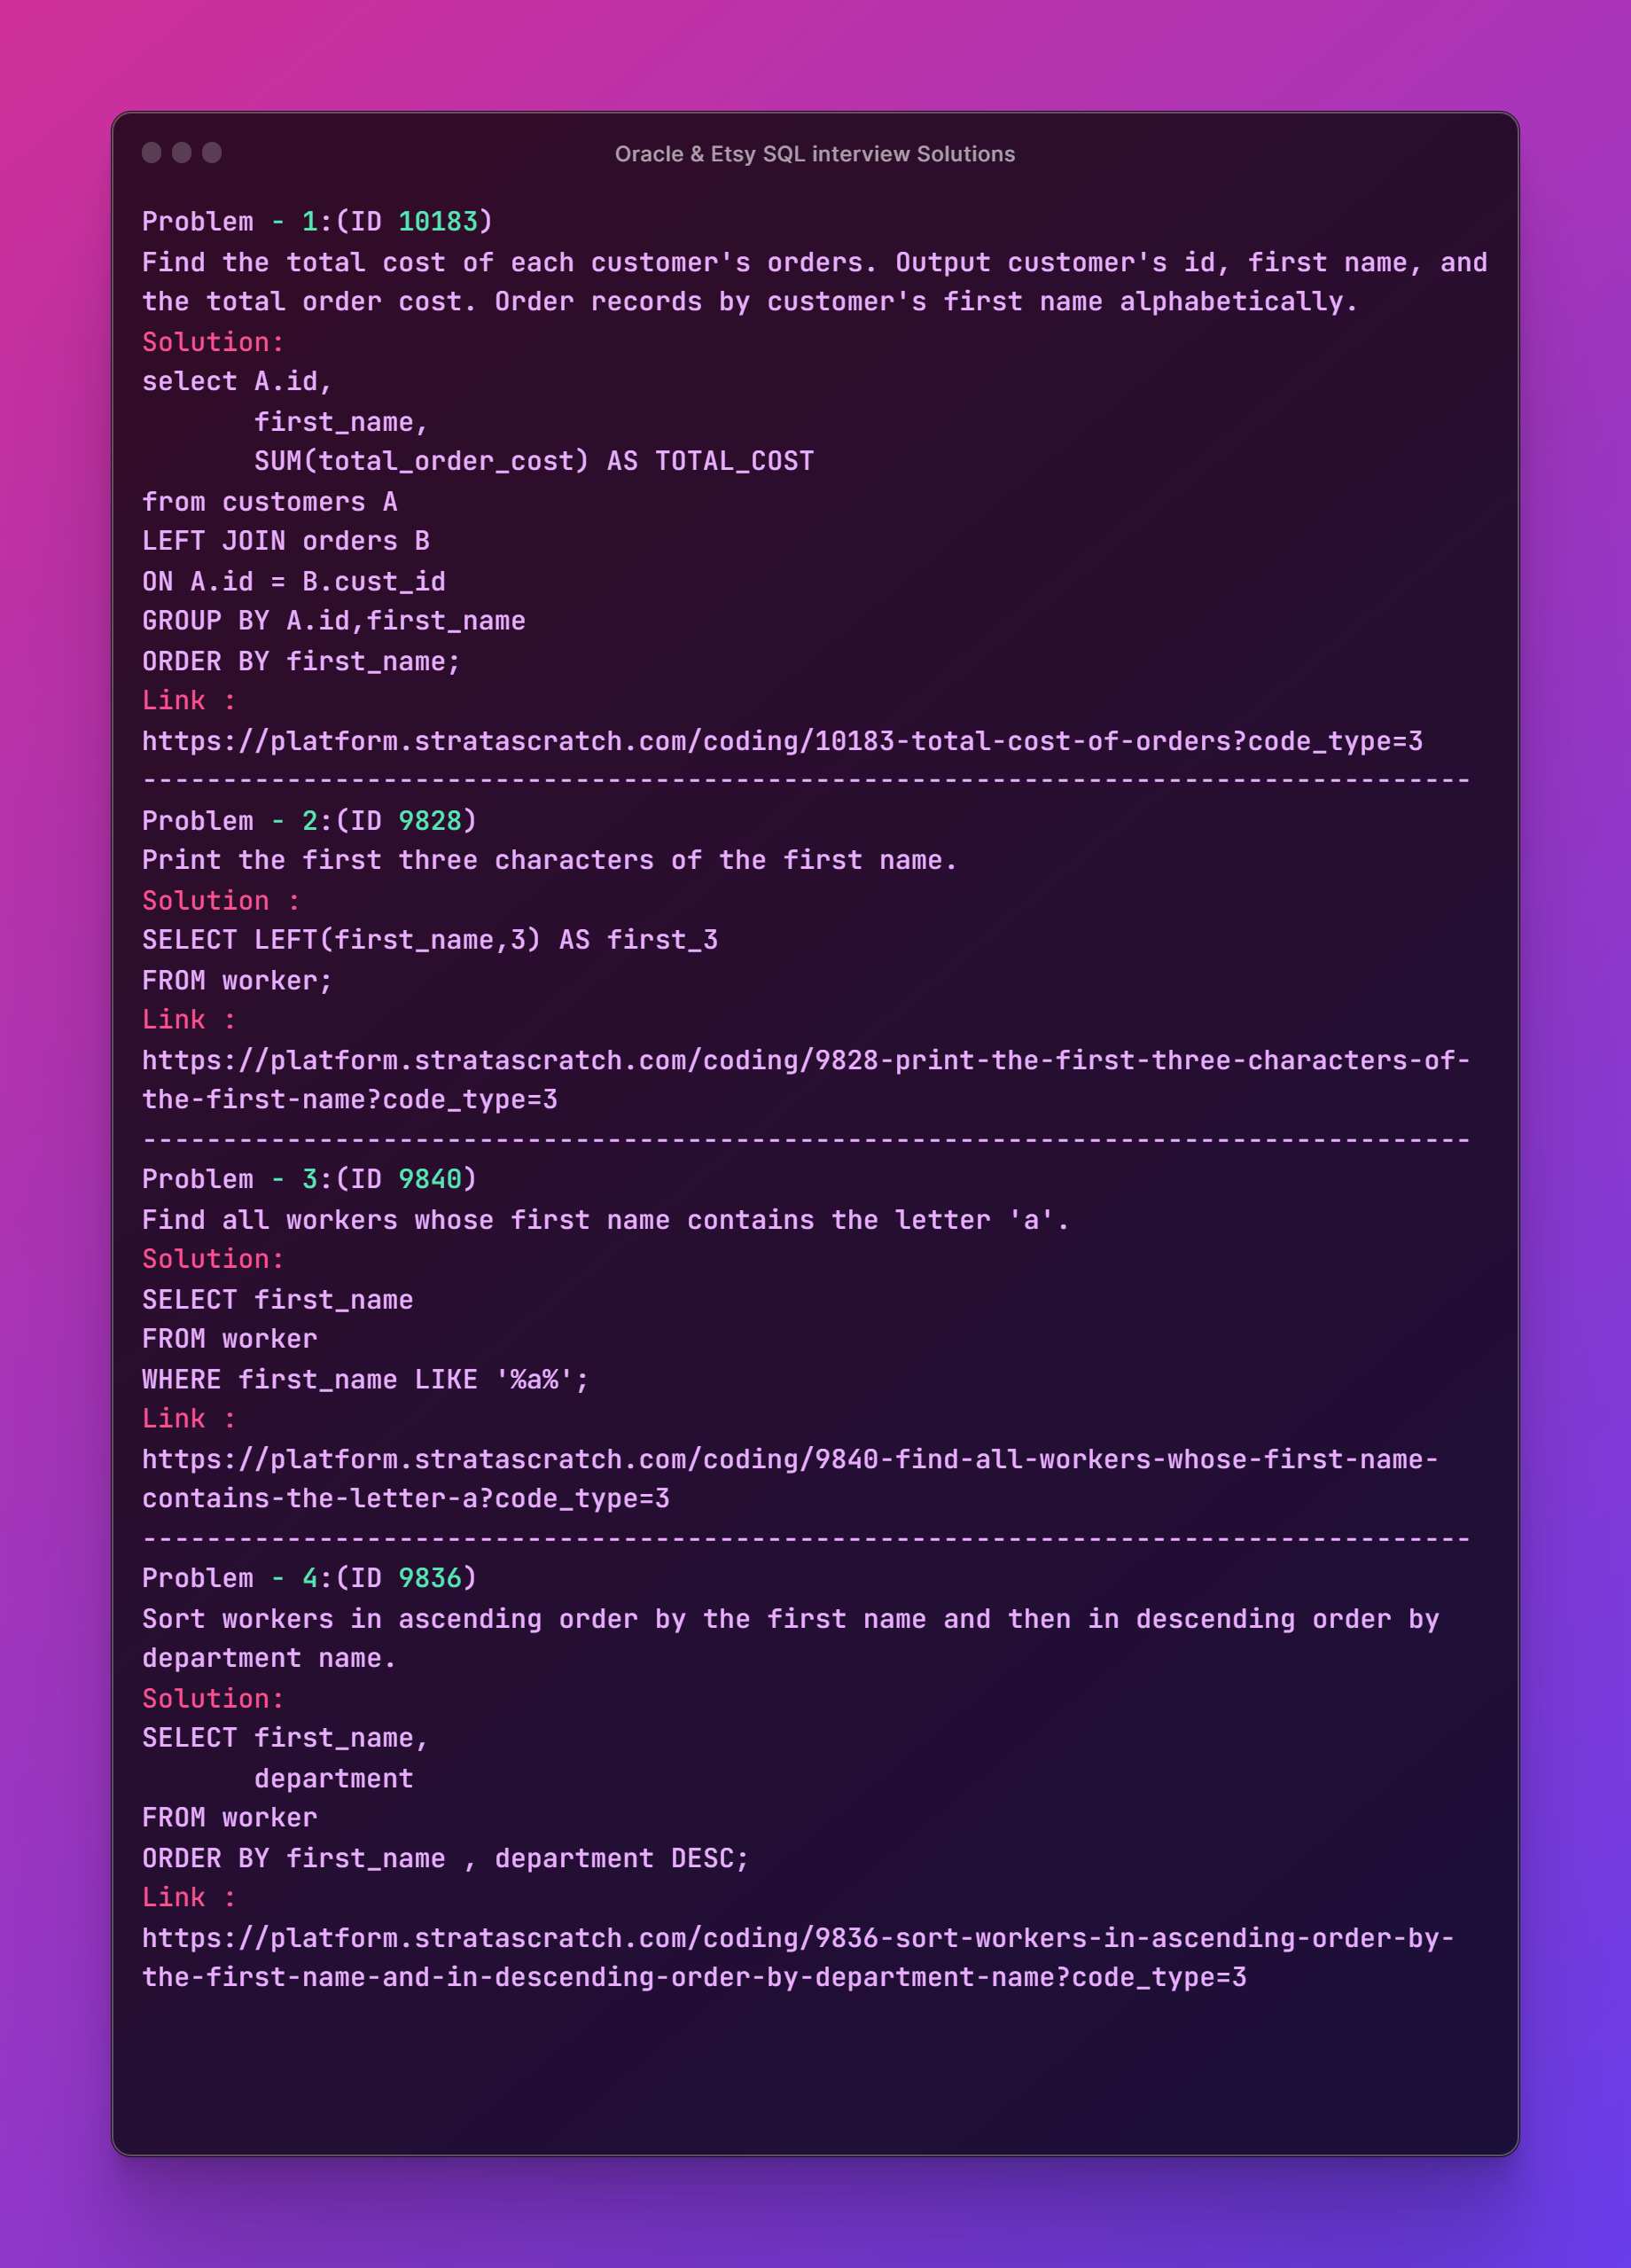 Oracle & Etsy SQL interview Solutions
Problem - 1:(ID 10183)
Find the total cost of each customer's orders. Output customer's id, first name, and
the total order cost. Order records by customer's first name alphabetically.
Solution:
select A.id,
       first_name,
       SUM(total_order_cost) AS TOTAL_COST
from customers A
LEFT JOIN orders B
ON A.id = B.cust_id
GROUP BY A.id,first_name
ORDER BY first_name;
Link :
https://platform.stratascratch.com/coding/10183-total-cost-of-orders?code_type=3
-----------------------------------------------------------------------------------
Problem - 2:(ID 9828)
Print the first three characters of the first name.
Solution :
SELECT LEFT(first_name,3) AS first_3
FROM worker;
Link :
https://platform.stratascratch.com/coding/9828-print-the-first-three-characters-of-
the-first-name?code_type=3
-----------------------------------------------------------------------------------
Problem - 3:(ID 9840)
Find all workers whose first name contains the letter 'a'.
Solution:
SELECT first_name
FROM worker
WHERE first_name LIKE '%a%';
Link :
https://platform.stratascratch.com/coding/9840-find-all-workers-whose-first-name-
contains-the-letter-a?code_type=3
-----------------------------------------------------------------------------------
Problem - 4:(ID 9836)
Sort workers in ascending order by the first name and then in descending order by
department name.
Solution:
SELECT first_name,
       department
FROM worker
ORDER BY first_name , department DESC;
Link :
https://platform.stratascratch.com/coding/9836-sort-workers-in-ascending-order-by-
the-first-name-and-in-descending-order-by-department-name?code_type=3